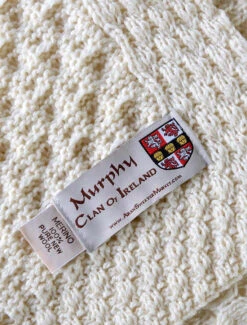 Murphy
Clan Of Ireland
www.AranSweaterMarket.com
MERINO
100%
PURE NEW
WOOL